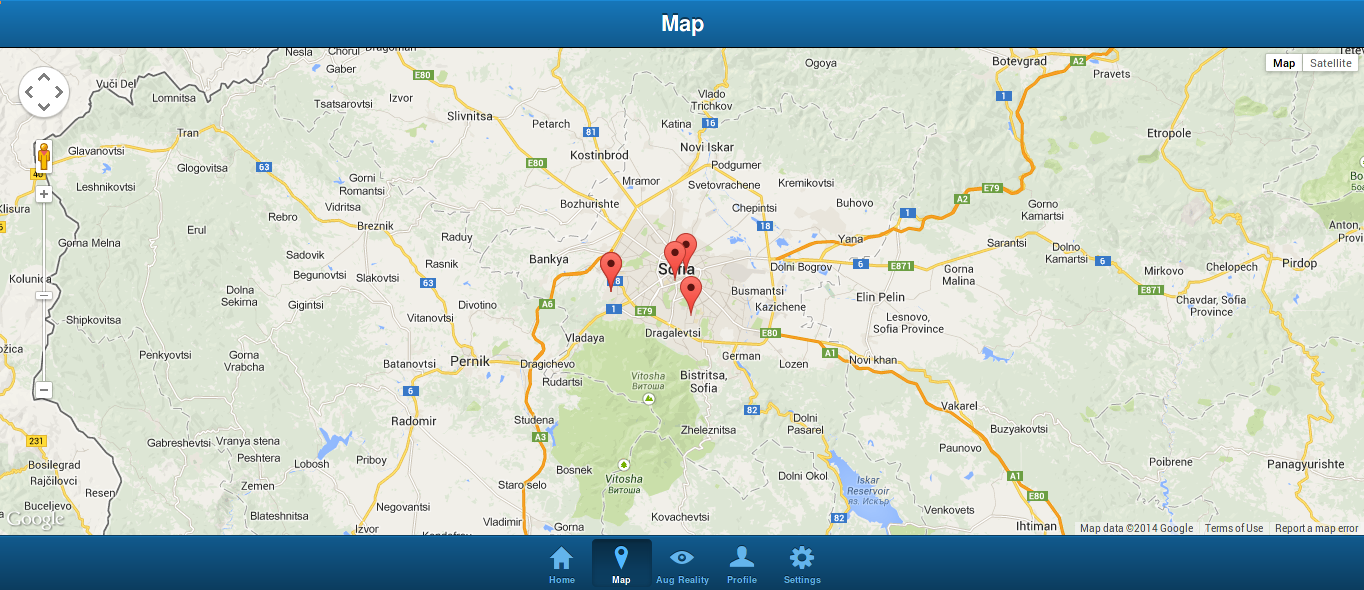 Map
Nesla
Chorul
Dragoman
Gaber
E80
Ogoya
Botevgrad
A2
Pravets
Map
Satellite
Vuči Del
Lomnitsa
Tsatsarovtsi
Izvor
Slivnitsa
Vlado
Trichkov
1
Petarch
Katina
16
81
Tran
Etropole
Glavanovtsi
Kostinbrod
Novi Iskar
Glogovitsa
63
E80
Podgumer
Gorni
Romantsi
Mramor
Svetovrachene
Kremikovtsi
Leshnikovtsi
E79
A2
Klisura
Vidritsa
Bozhurishte
Chepintsi
Buhovo
Gorno
Kamartsi
Rebro
Breznik
1
Erul
Raduy
18
Yana
Anton,
Gorna Melna
Sarantsi
Dolno
Kamartsi
Sadovik
Rasnik
Bankya
Sofia
Dolni Bogrov
6
E871
6
Pirdop
Kolunica
Begunovtsi
Slakovtsi
63
Gorna
Malina
Mirkovo
Chelopech
Dolna
Sekirna
Gigintsi
Divotino
A6
1
E79
Busmantsi
Kazichene
Elin Pelin
E871
Chavdar, Sofia
Province
Shipkovitsa
Vitanovtsi
Lesnovo,
Sofia Province
Dragalevtsi
E80
Vladaya
Penkyovtsi
Gorna
Vrabcha
Batanovtsi
Pernik
Dragichevo
German
Lozen
A1
Novi khan
Rudartsi
Vitosha
Витоша
Bistritsa,
Sofia
6
82
Vakarel
Radomir
Studena
Dolni
Pasarel
Zheleznitsa
Buzyakovtsi
231
Gabreshevtsi
Vranya stena
A3
Paunovo
Peshtera
Lobosh
Priboy
Bosilegrad
Rajčilovci
Bosnek
Dolni Okol
A1
Poibrene
Panagyurishte
Zemen
Staro selo
Vitosha
Витоша
Iskar
Reservoir
яз. Искър
E80
Resen
Buceljevo
Negovantsi
Venkovets
Blateshnitsa
Kovachevtsi
82
Google
Izvor
Vladimir
Gorna
Ihtiman
Map data ©2014 Google
Terms of Use
Report a map error
Home
Map
Aug Reality
Profile
Settings